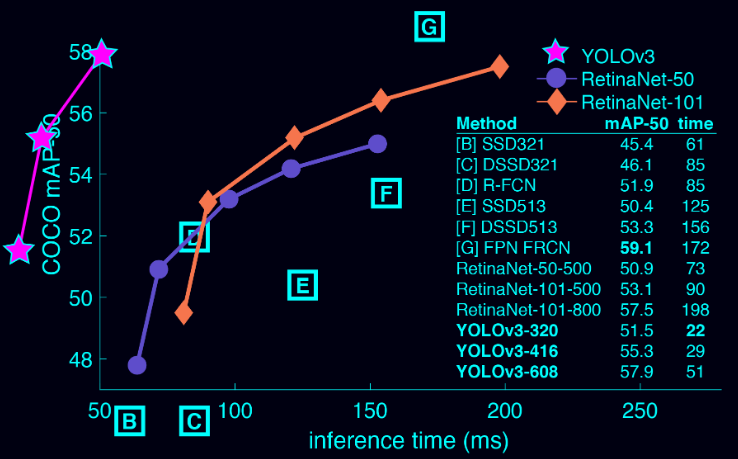 G
58
56
54
52
50
48
COCO mAP-50
D
E
F
B
C
50
100
150
200
250
inference time (ms)
YOLOv3
RetinaNet-50
RetinaNet-101
Method mAP-50 time
[B] SSD321 45.4 61
[C] DSSD321 46.1 85
[D] R-FCN 51.9 85
[E] SSD513 50.4 125
[F] DSSD513 53.3 156
[G] FPN FRCN 59.1 172
RetinaNet-50-500 50.9 73
RetinaNet-101-500 53.1 90
RetinaNet-101-800 57.5 198
YOLOv3-320 51.5 22
YOLOv3-416 55.3 29
YOLOv3-608 57.9 51